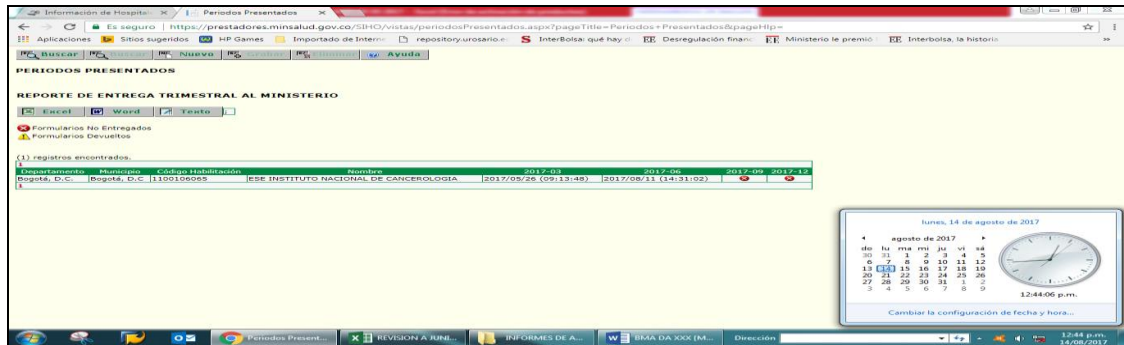 Información de Hospital
Periodos Presentados
Es seguro | https://prestadores.minsalud.gov.co/SIHO/vistas/periodosPresentados.aspx?pageTitle=Periodos+Presentados&pageHlp=
Aplicaciones Sitios sugeridos HP Games Importado de Intern repository.urosario.e InterBolsa: qué hay d Desregulación financ Ministerio le premió Interbolsa, la historia
Buscar Nuevo Ayuda
PERIODOS PRESENTADOS
REPORTE DE ENTREGA TRIMESTRAL AL MINISTERIO
Excel Word Texto
Formularios No Entregados
Formularios Devueltos
(1) registros encontrados.
1
Departamento Municipio Código Habilitación Nombre 2017-03 2017-06 2017-09 2017-12
Bogotá, D.C. Bogotá, D.C 1100106065 ESE INSTITUTO NACIONAL DE CANCEROLOGIA 2017/05/26 (09:13:48) 2017/08/11 (14:31:02)
1
lunes, 14 de agosto de 2017
agosto de 2017
do lu ma mi ju vi sá
30 31 1 2 3 4 5
6 7 8 9 10 11 12
13 14 15 16 17 18 19
20 21 22 23 24 25 26
27 28 29 30 31 1 2
3 4 5 6 7 8 9
12:44:06 p.m.
Cambiar la configuración de fecha y hora...
Periodos Present... REVISION A JUNI... INFORMES DE A... BMA DA XXX [M... Dirección
12:44 p.m.
14/08/2017